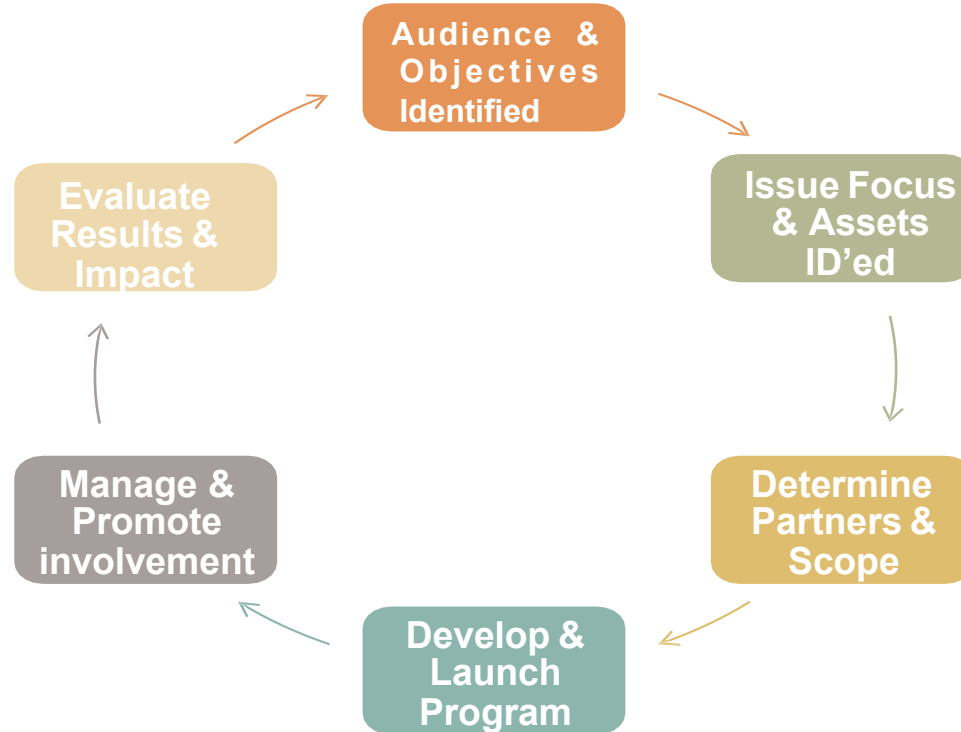 Audience &
Objectives
Identified
Issue Focus
& Assets
ID’ed
Determine
Partners &
Scope
Develop &
Launch
Program
Manage &
Promote
involvement
Evaluate
Results &
Impact